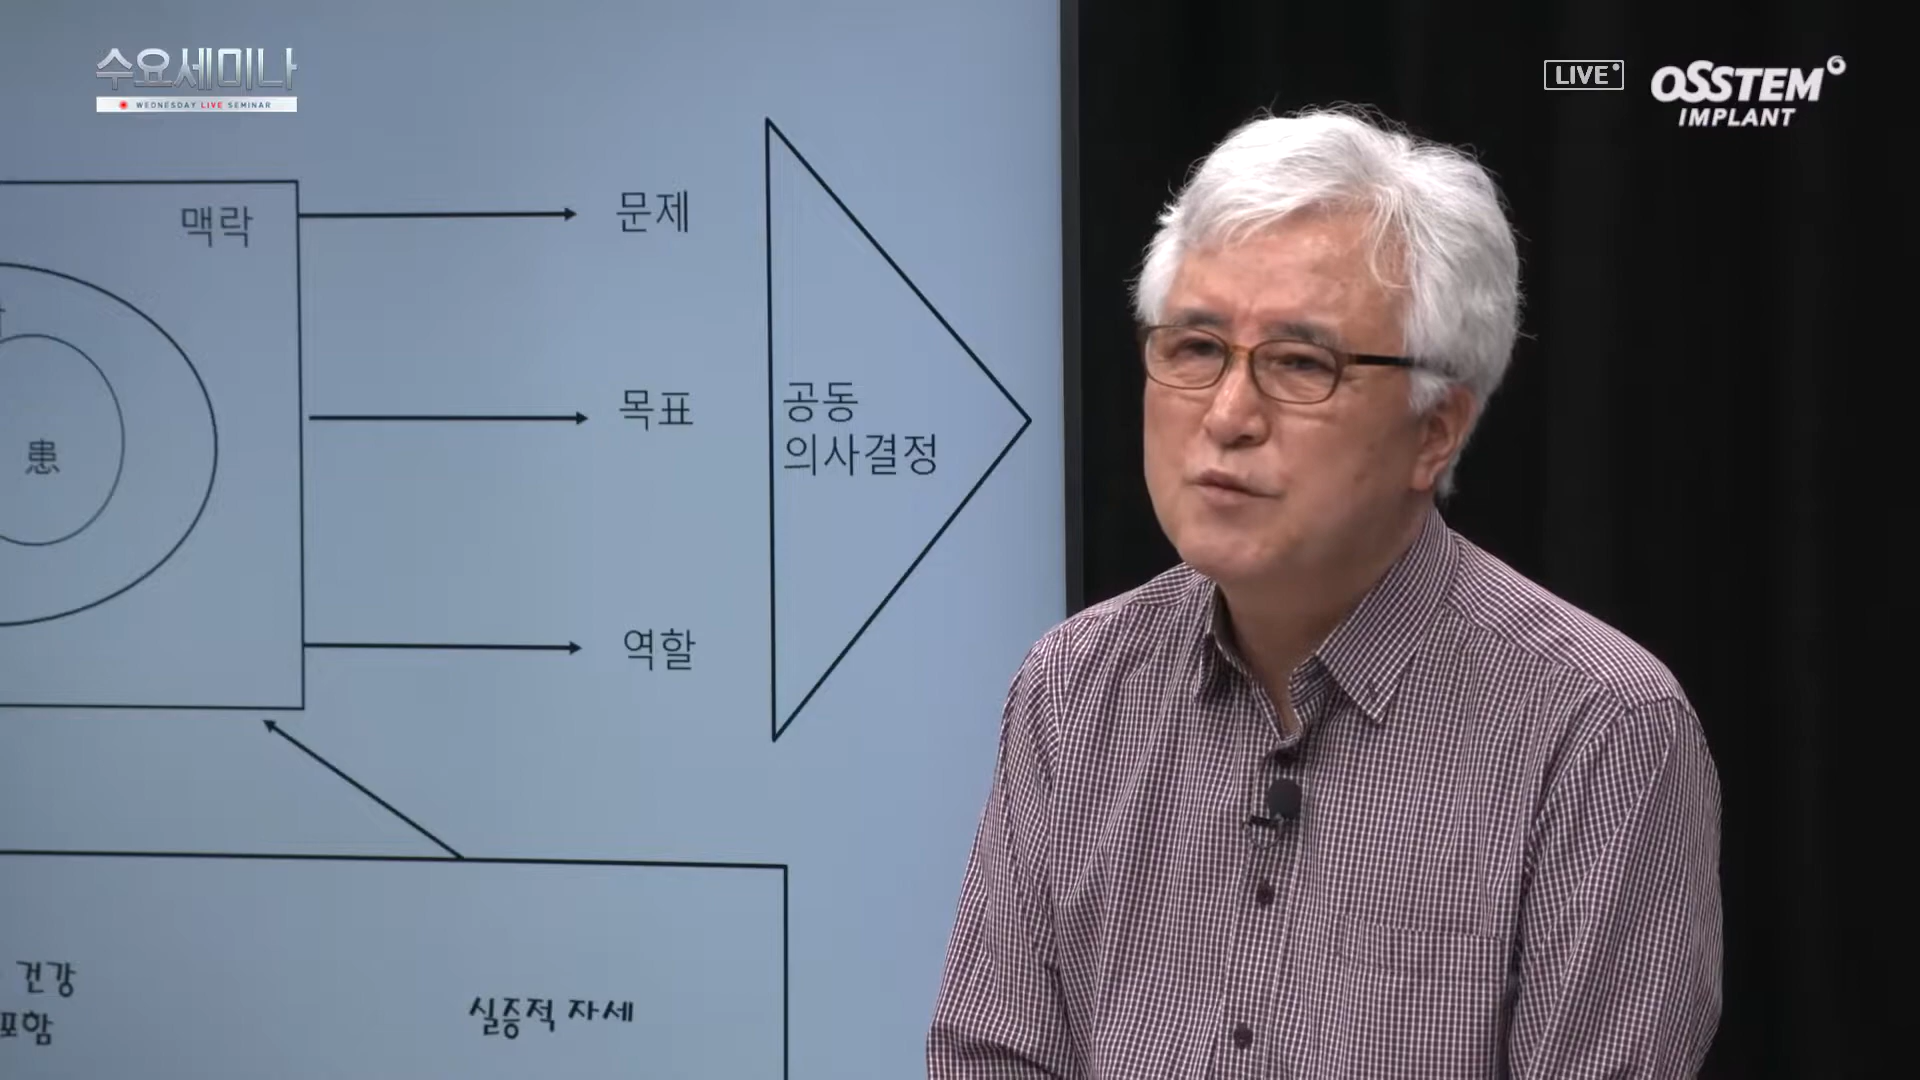 수요세미나
WEDNESDAY LIVE SEMINAR
LIVE
OSSTEM
IMPLANT
맥락
문제
患
목표
공동
의사결정
역할
건강
포함
실증적 자세